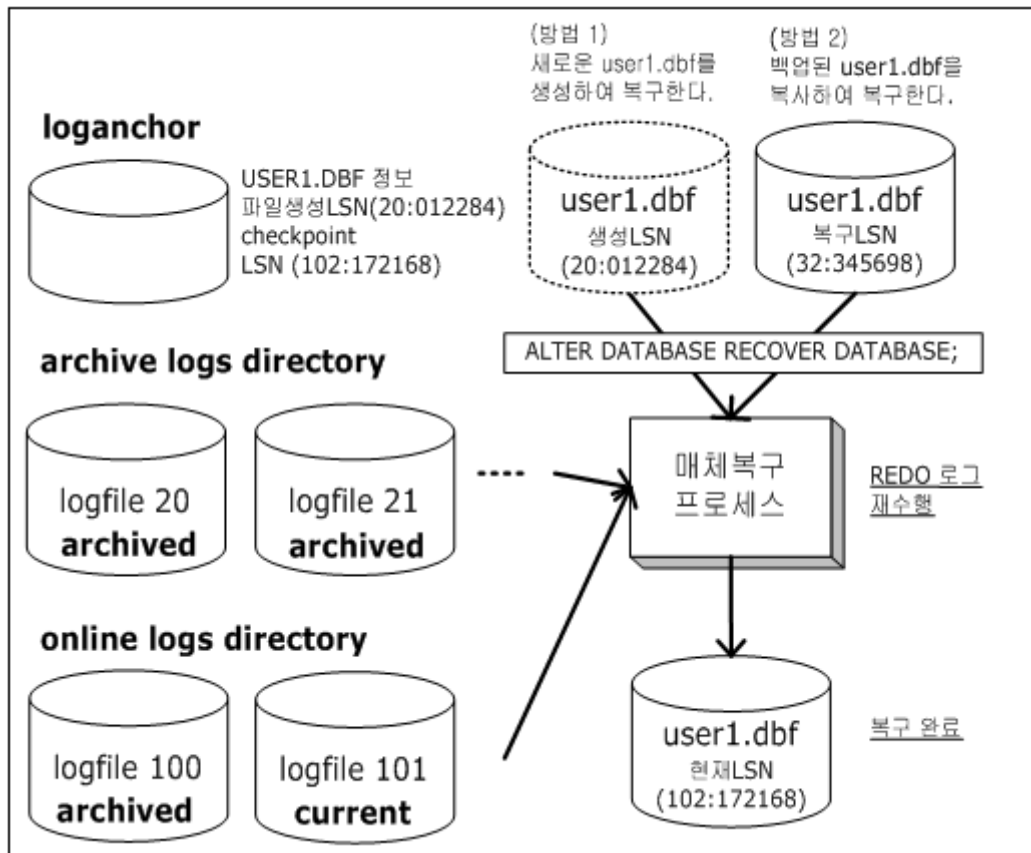 (방법 1)
새로운 user1.dbf를
생성하여 복구한다.
(방법 2)
백업된 user1.dbf을
복사하여 복구한다.
loganchor
USER1.DBF 정보
파일생성LSN(20:012284)
checkpoint
LSN (102:172168)
user1.dbf
생성LSN
(20:012284)
user1.dbf
복구LSN
(32:345698)
ALTER DATABASE RECOVER DATABASE;
archive logs directory
logfile 20
archived
logfile 21
archived
매체복구
프로세스
REDO 로그
재수행
online logs directory
logfile 100
archived
logfile 101
current
user1.dbf
현재LSN
(102:172168)
복구 완료